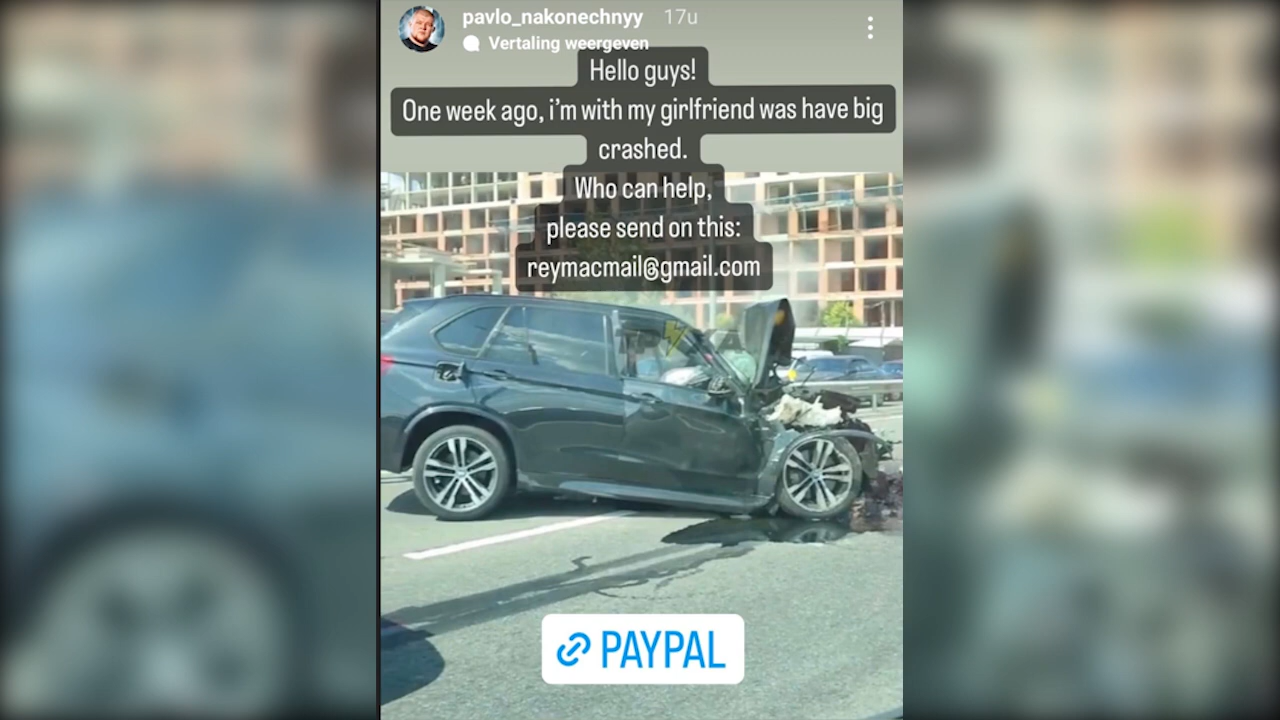 pavlo_nakonechnyy 17u
Vertaling weergeven
Hello guys!
One week ago, i'm with my girlfriend was have big
crashed.
Who can help,
please send on this:
reymacmail@gmail.com
PAYPAL